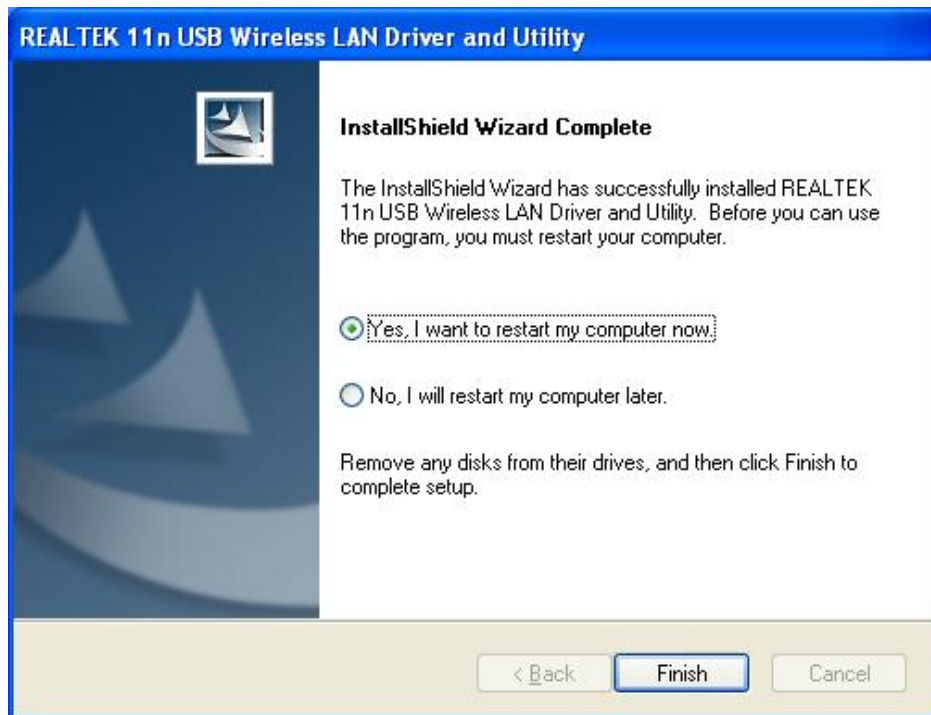 REALTEK 11n USB Wireless LAN Driver and Utility
InstallShield Wizard Complete
The InstallShield Wizard has successfully installed REALTEK
11n USB Wireless LAN Driver and Utility.  Before you can use
the program, you must restart your computer.
Yes, I want to restart my computer now.
No, I will restart my computer later.
Remove any disks from their drives, and then click Finish to
complete setup.
< Back
Finish
Cancel